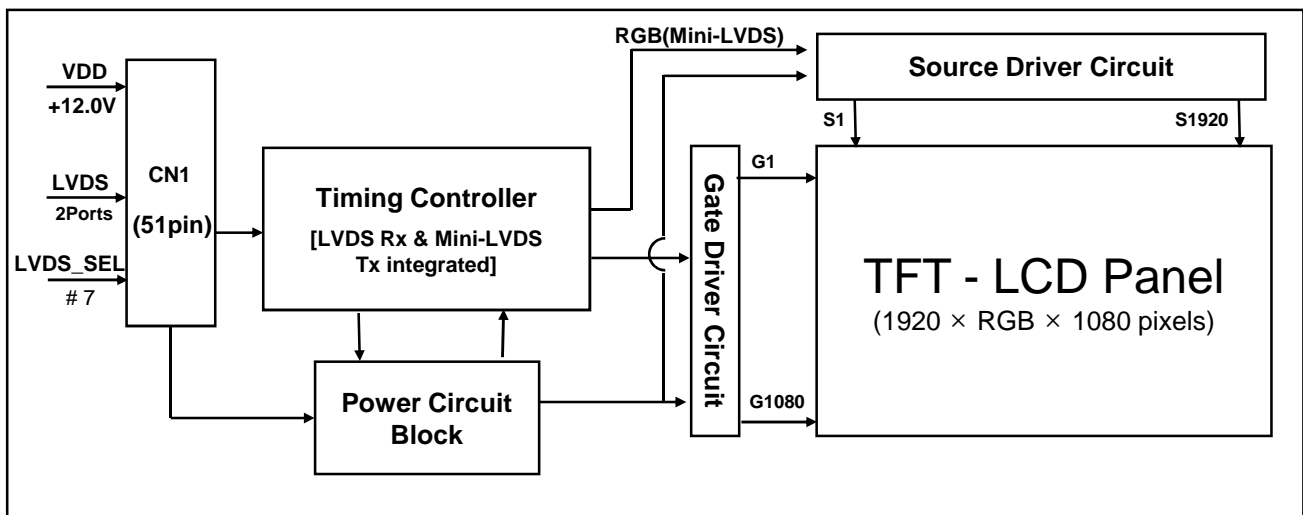 VDD
+12.0V
LVDS
2Ports
LVDS_SEL
# 7
CN1
(51pin)
Timing Controller
[LVDS Rx & Mini-LVDS
Tx integrated]
Power Circuit
Block
RGB(Mini-LVDS)
Source Driver Circuit
S1
S1920
Gate Driver Circuit
G1
G1080
TFT - LCD Panel
(1920 × RGB × 1080 pixels)